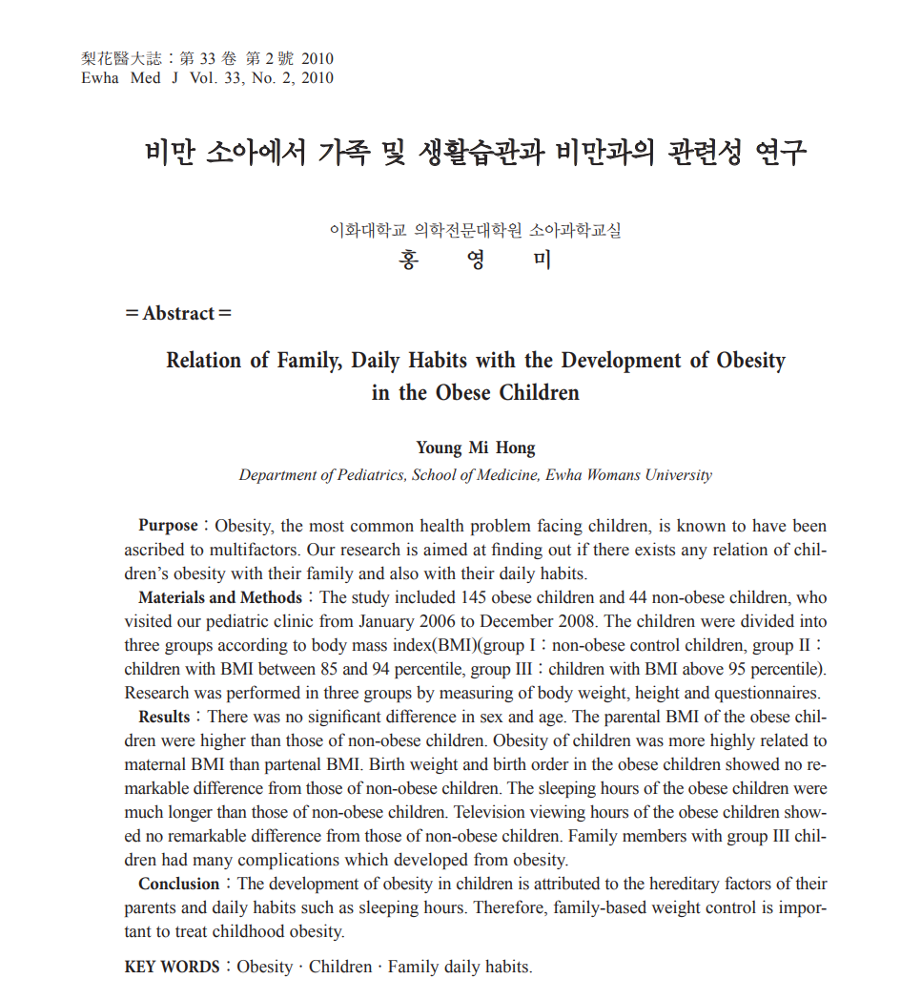 梨花醫大誌：第 33 卷 第 2 號 2010
Ewha Med J Vol. 33, No. 2, 2010
비만 소아에서 가족 및 생활습관과 비만과의 관련성 연구
이화대학교 의학전문대학원 소아과학교실
홍 영 미
= Abstract =
Relation of Family, Daily Habits with the Development of Obesity
in the Obese Children
Young Mi Hong
Department of Pediatrics, School of Medicine, Ewha Womans University
Purpose：Obesity, the most common health problem facing children, is known to have been
ascribed to multifactors. Our research is aimed at finding out if there exists any relation of chil-
dren's obesity with their family and also with their daily habits.
Materials and Methods：The study included 145 obese children and 44 non-obese children, who
visited our pediatric clinic from January 2006 to December 2008. The children were divided into
three groups according to body mass index(BMI)(group I：non-obese control children, group II：
children with BMI between 85 and 94 percentile, group III：children with BMI above 95 percentile).
Research was performed in three groups by measuring of body weight, height and questionnaires.
Results：There was no significant difference in sex and age. The parental BMI of the obese chil-
dren were higher than those of non-obese children. Obesity of children was more highly related to
maternal BMI than partenal BMI. Birth weight and birth order in the obese children showed no re-
markable difference from those of non-obese children. The sleeping hours of the obese children were
much longer than those of non-obese children. Television viewing hours of the obese children show-
ed no remarkable difference from those of non-obese children. Family members with group III chil-
dren had many complications which developed from obesity.
Conclusion：The development of obesity in children is attributed to the hereditary factors of their
parents and daily habits such as sleeping hours. Therefore, family-based weight control is impor-
tant to treat childhood obesity.
KEY WORDS：Obesity · Children · Family daily habits.